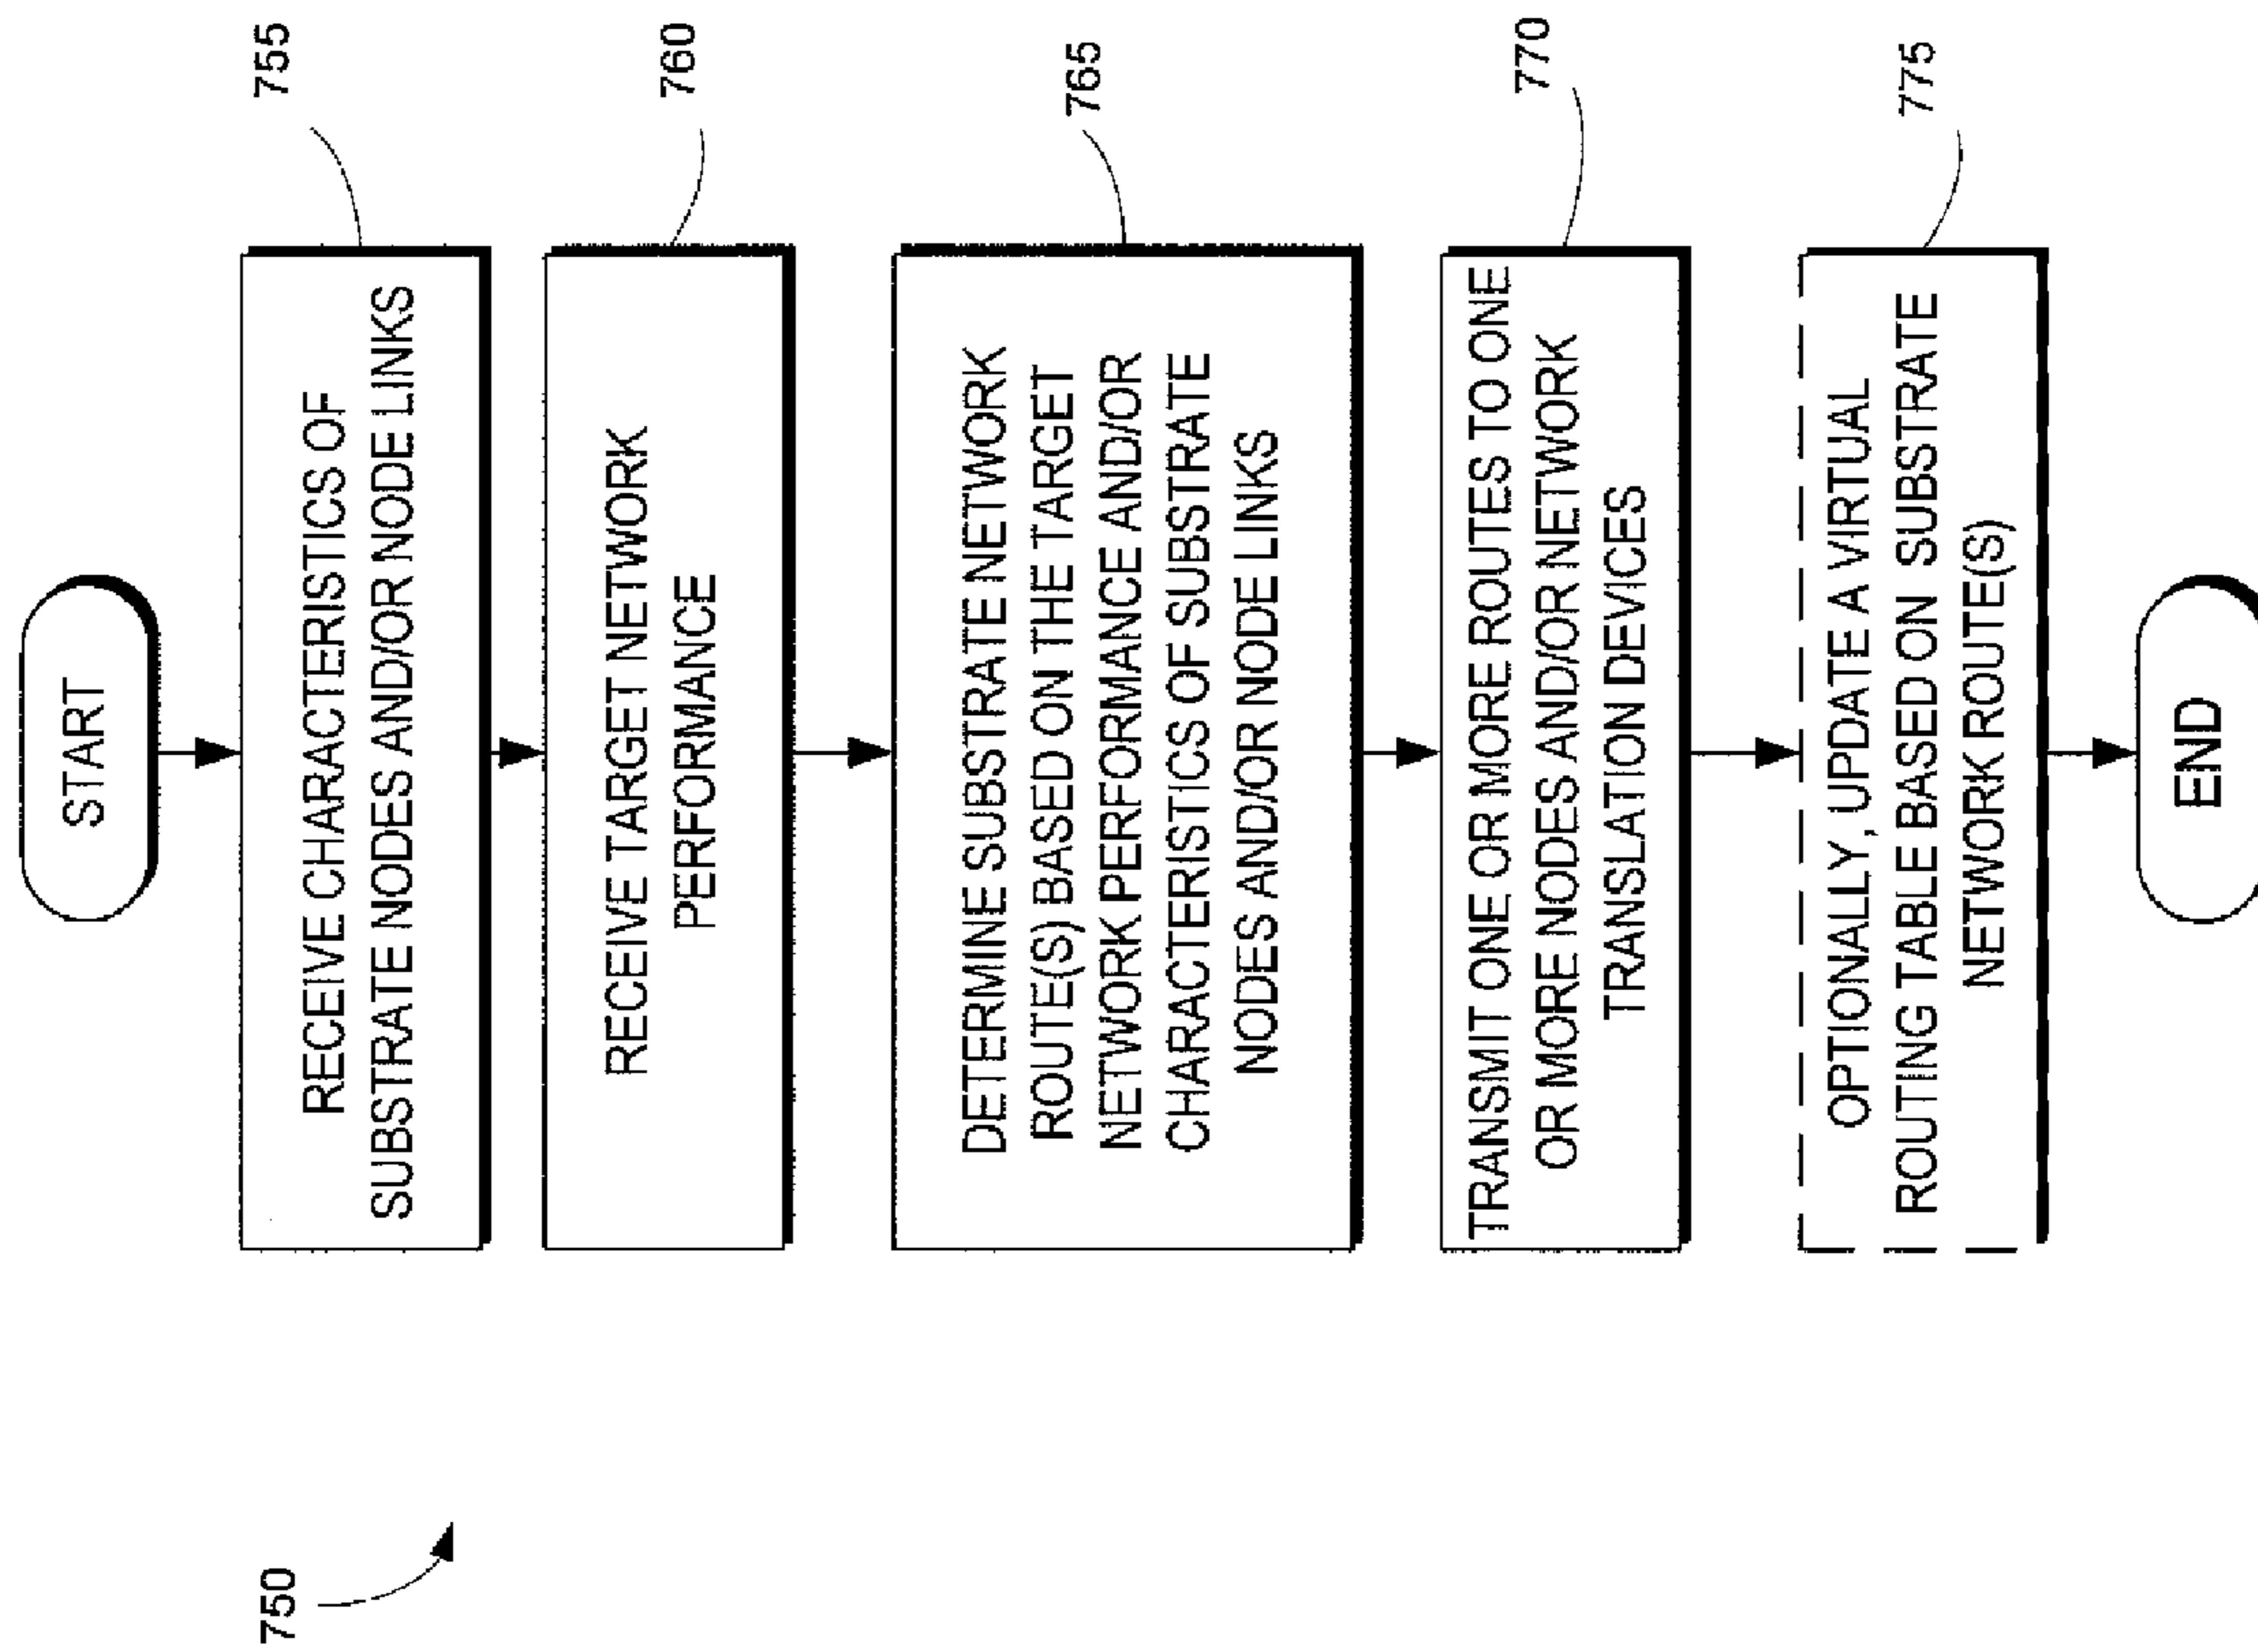 750
START
755
RECEIVE CHARACTERISTICS OF
SUBSTRATE NODES AND/OR NODE LINKS
760
RECEIVE TARGET NETWORK
PERFORMANCE
765
DETERMINE SUBSTRATE NETWORK
ROUTE(S) BASED ON THE TARGET
NETWORK PERFORMANCE AND/OR
CHARACTERISTICS OF SUBSTRATE
NODES AND/OR NODE LINKS
770
TRANSMIT ONE OR MORE ROUTES TO ONE
OR MORE NODES AND/OR NETWORK
TRANSLATION DEVICES
775
OPTIONALLY, UPDATE A VIRTUAL
ROUTING TABLE BASED ON SUBSTRATE
NETWORK ROUTE(S)
END